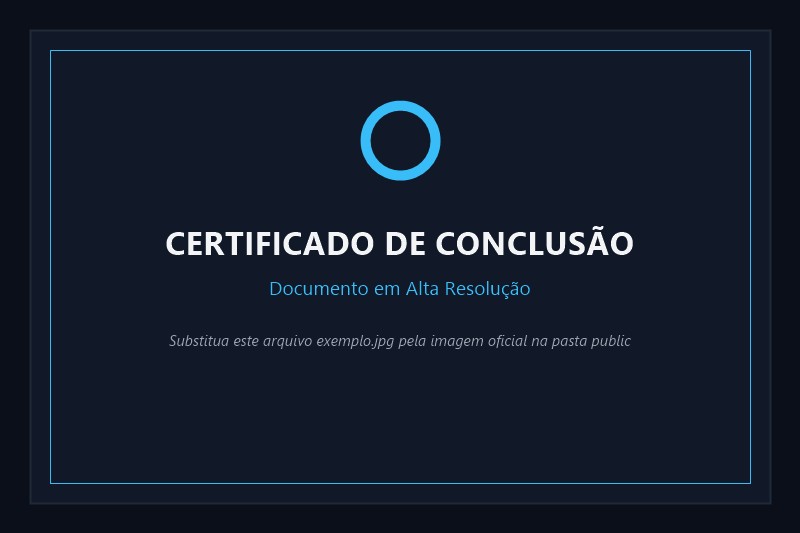 CERTIFICADO DE CONCLUSÃO
Documento em Alta Resolução
Substitua este arquivo exemplo.jpg pela imagem oficial na pasta public